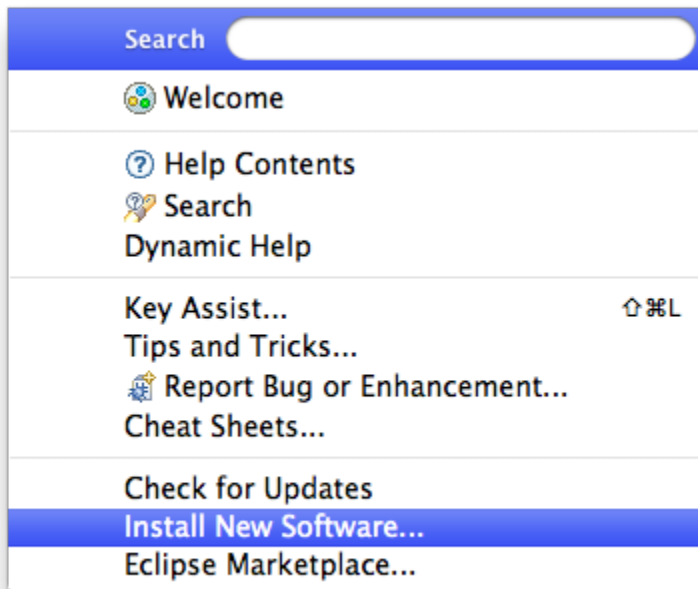 Search
Welcome
Help Contents
Search
Dynamic Help
Key Assist... ⇧⌘L
Tips and Tricks...
Report Bug or Enhancement...
Cheat Sheets...
Check for Updates
Install New Software...
Eclipse Marketplace...